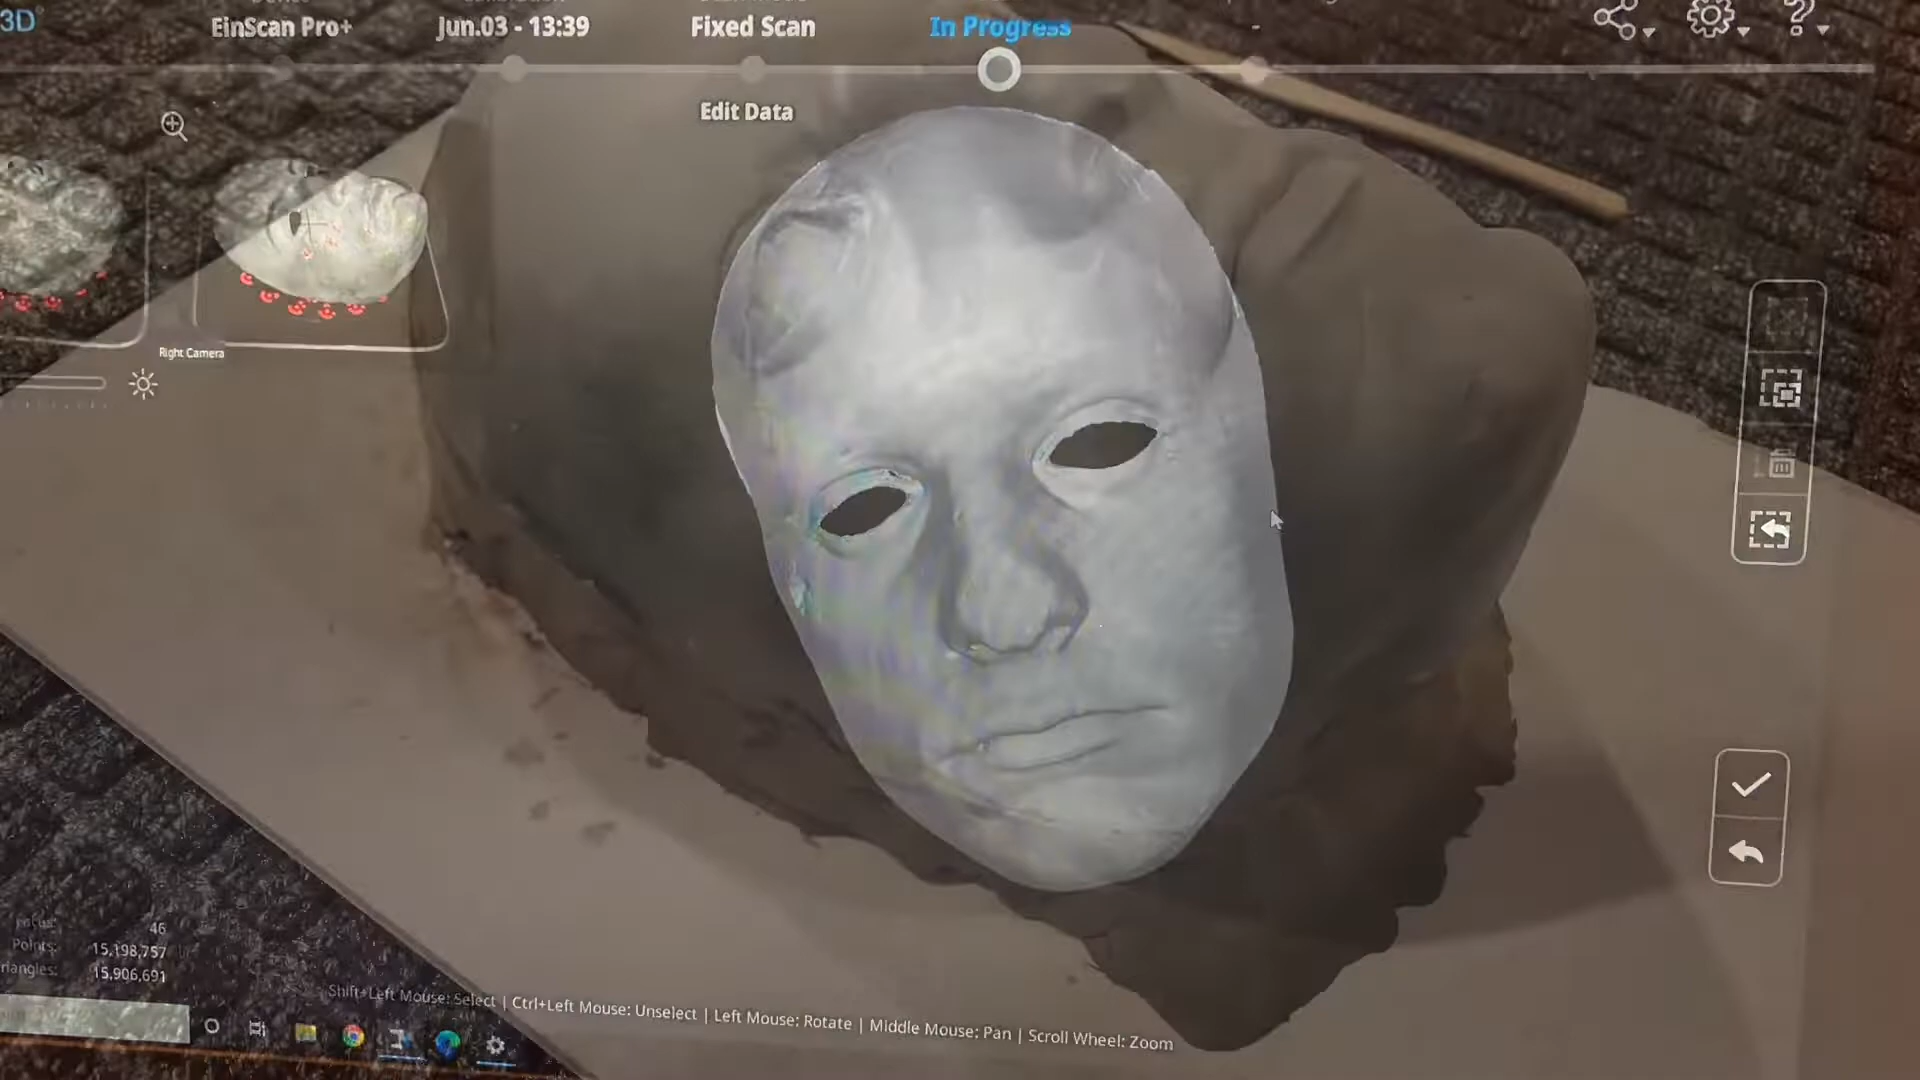 3D
EinScan Pro+
Jun.03 - 13:39
Fixed Scan
In Progress
Edit Data
Right Camera
Focus: 46
Points: 15,198,757
riangles: 15,906,691
Shift+Left Mouse: Select | Ctrl+Left Mouse: Unselect | Left Mouse: Rotate | Middle Mouse: Pan | Scroll Wheel: Zoom